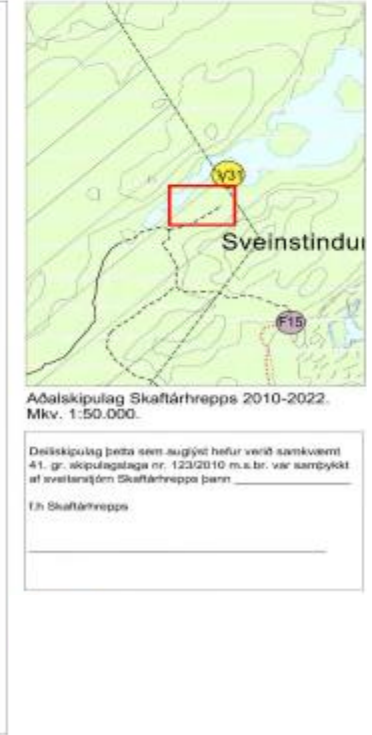 V31
Sveinstindur
F15
Aðalskipulag Skaftárhrepps 2010-2022.
Mkv. 1:50.000.
Deiliskipulag þetta sem auglýst hefur verið samkvæmt
41. gr. skipulagslaga nr. 123/2010 m.s.br. var samþykkt
af sveitarstjórn Skaftárhrepps þann
f.h Skaftárhrepps